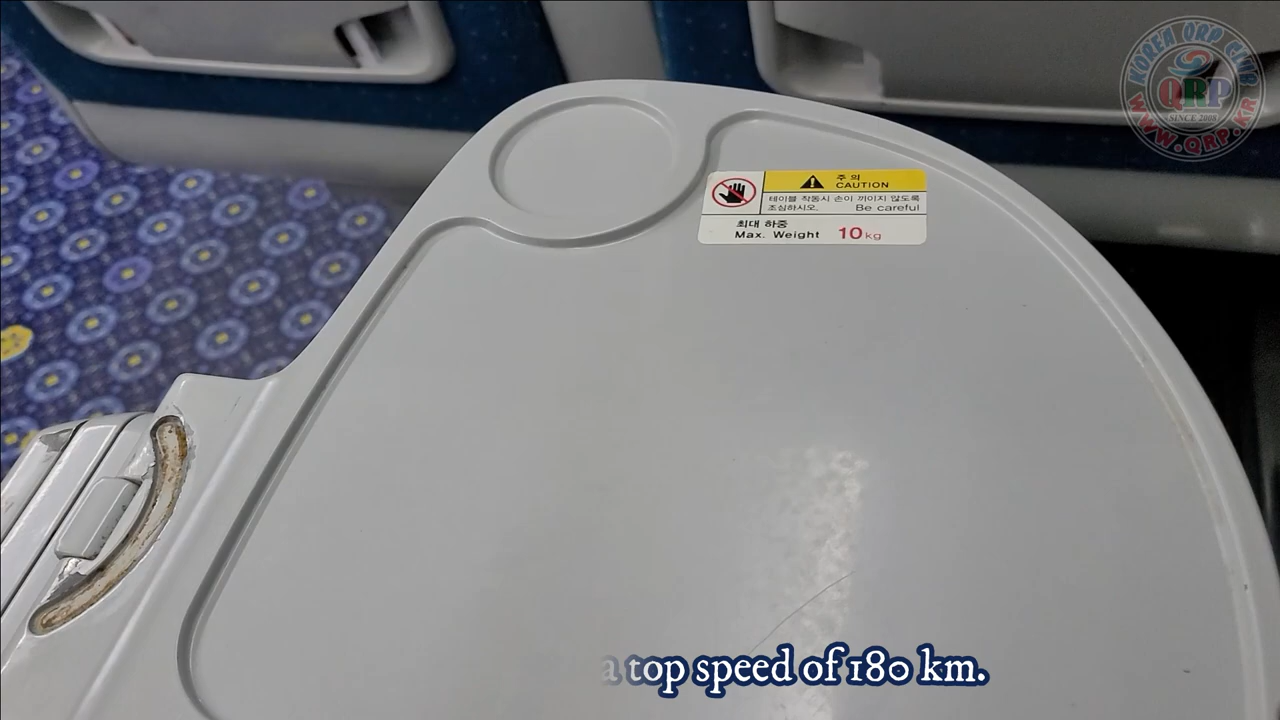 KOREA QRP CLUB
QRP
SINCE 2008
WWW.QRP.KR
주 의
CAUTION
테이블 작동시 손이 끼이지 않도록
조심하시오. Be careful
최대 하중
Max. Weight 10kg
a top speed of 180 km.